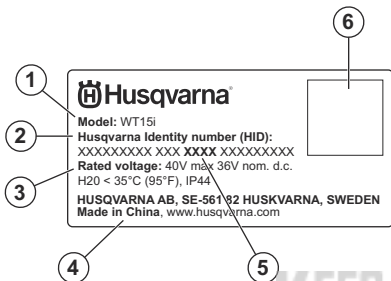 6
1
Husqvarna
Model: WT15i
2
Husqvarna Identity number (HID):
XXXXXXXXX XXX XXXX XXXXXXXXX
3
Rated voltage: 40V max 36V nom. d.c.
H20 < 35°C (95°F), IP44
HUSQVARNA AB, SE-561 82 HUSKVARNA, SWEDEN
Made in China, www.husqvarna.com
4
5